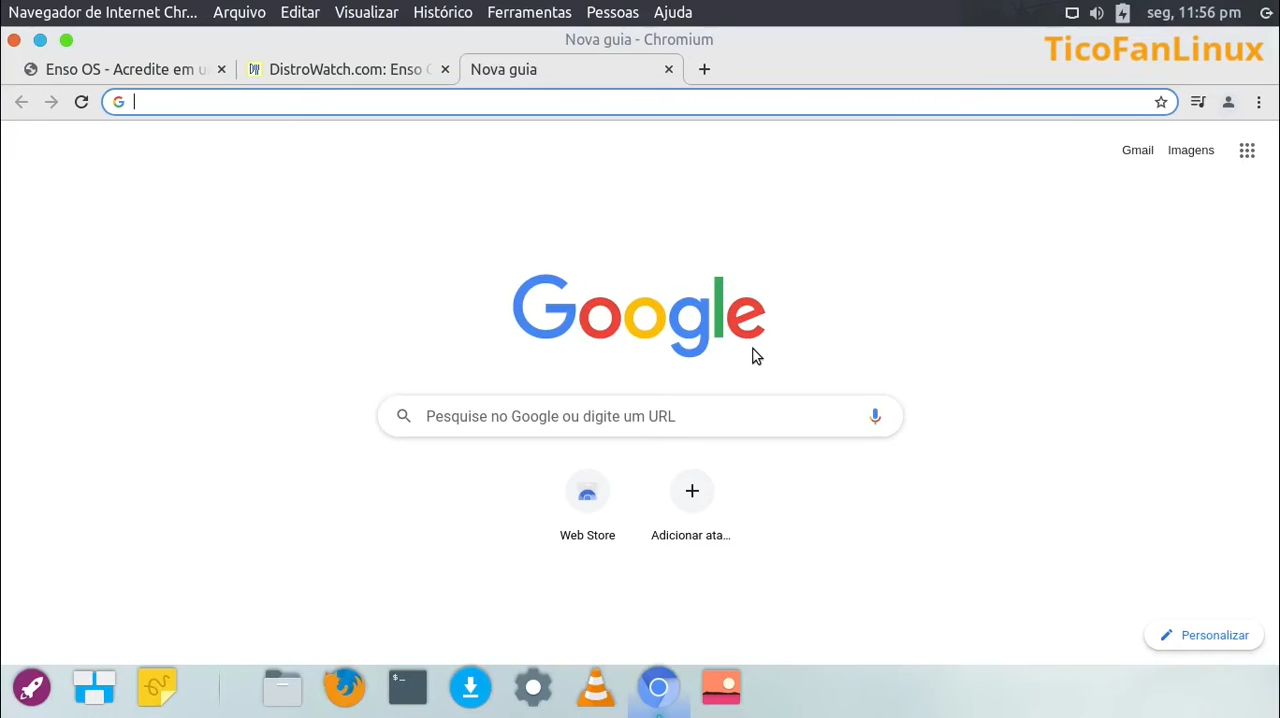 Navegador de Internet Chr... Arquivo Editar Visualizar Histórico Ferramentas Pessoas Ajuda seg, 11:56 pm
Nova guia - Chromium
TicoFanLinux
Enso OS - Acredite em u DistroWatch.com: Enso Nova guia
Gmail Imagens
Google
Pesquise no Google ou digite um URL
Web Store Adicionar ata...
Personalizar